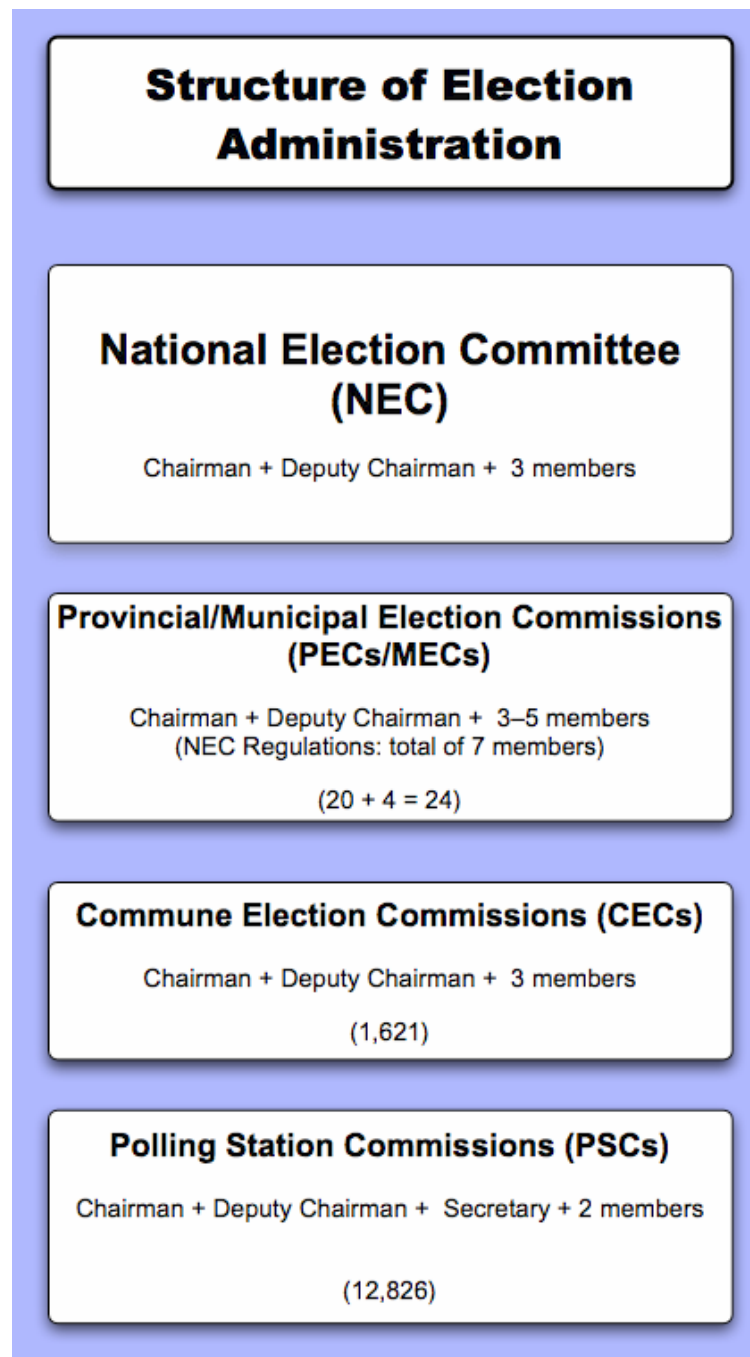 Structure of Election
Administration
National Election Committee
(NEC)
Chairman + Deputy Chairman +  3 members
Provincial/Municipal Election Commissions
(PECs/MECs)
Chairman + Deputy Chairman +  3–5 members
(NEC Regulations: total of 7 members)
(20 + 4 = 24)
Commune Election Commissions (CECs)
Chairman + Deputy Chairman +  3 members
(1,621)
Polling Station Commissions (PSCs)
Chairman + Deputy Chairman +  Secretary + 2 members
(12,826)